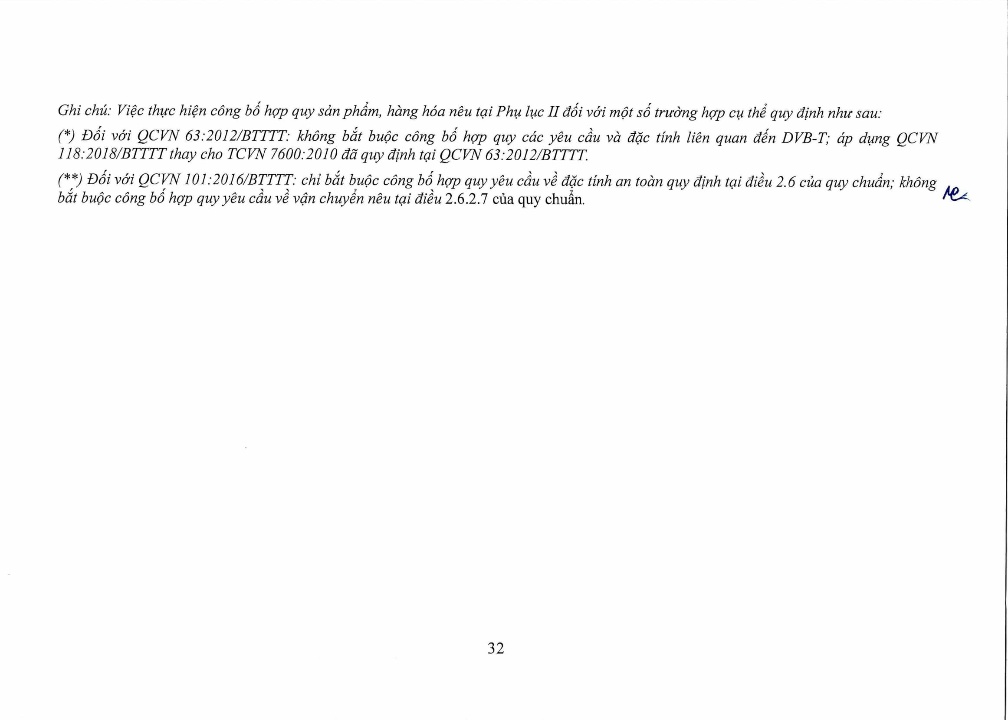 Ghi chú: Việc thực hiện công bố hợp quy sản phẩm, hàng hóa nêu tại Phụ lục II đối với một số trường hợp cụ thể quy định như sau:
(*) Đối với QCVN 63:2012/BTTTT: không bắt buộc công bố hợp quy các yêu cầu và đặc tính liên quan đến DVB-T; áp dụng QCVN
118:2018/BTTTT thay cho TCVN 7600:2010 đã quy định tại QCVN 63:2012/BTTTT.
(**) Đối với QCVN 101:2016/BTTTT: chỉ bắt buộc công bố hợp quy yêu cầu về đặc tính an toàn quy định tại điều 2.6 của quy chuẩn; không
bắt buộc công bố hợp quy yêu cầu về vận chuyển nêu tại điều 2.6.2.7 của quy chuẩn.
32